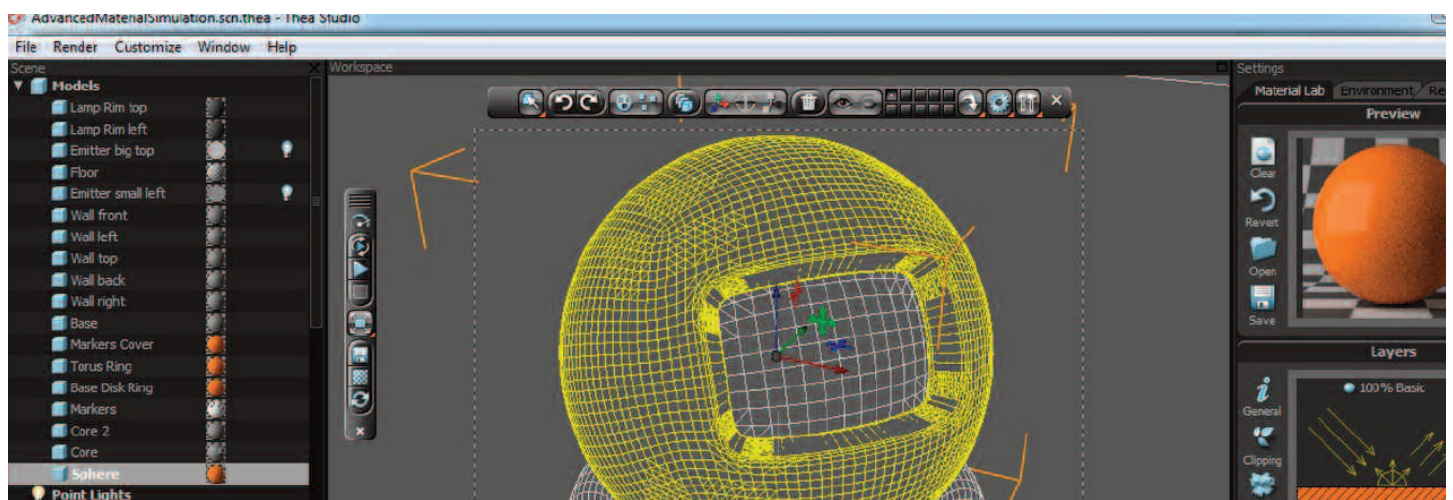 AdvancedMaterialSimulation.scn.thea - Thea Studio
File Render Customize Window Help
Scene
Models
Lamp Rim top
Lamp Rim left
Emitter big top
Floor
Emitter small left
Wall front
Wall left
Wall top
Wall back
Wall right
Base
Markers Cover
Torus Ring
Base Disk Ring
Markers
Core 2
Core
Sphere
Point Lights
Workspace
Settings
Material Lab Environment Re
Preview
Clear
Revert
Open
Save
Layers
100% Basic
General
Clipping